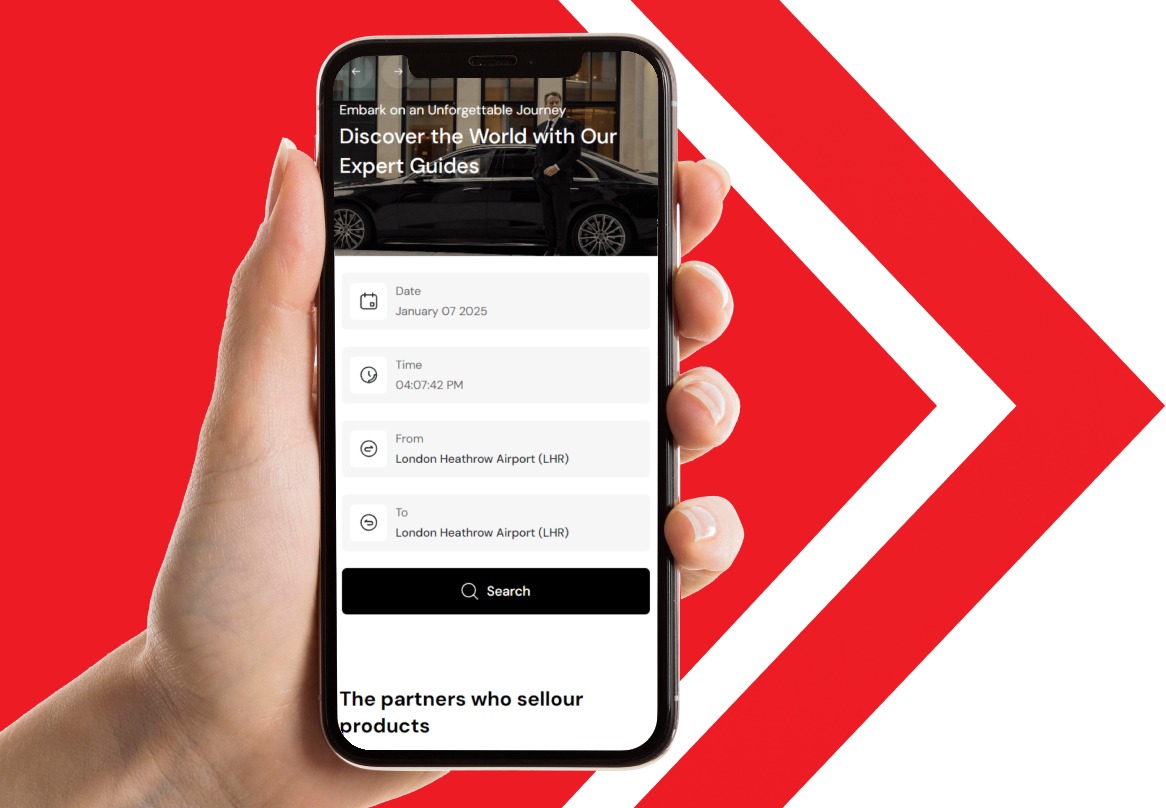 Embark on an Unforgettable Journey
Discover the World with Our
Expert Guides
Date
January 07 2025
Time
04:07:42 PM
From
London Heathrow Airport (LHR)
To
London Heathrow Airport (LHR)
Search
The partners who sellour
products